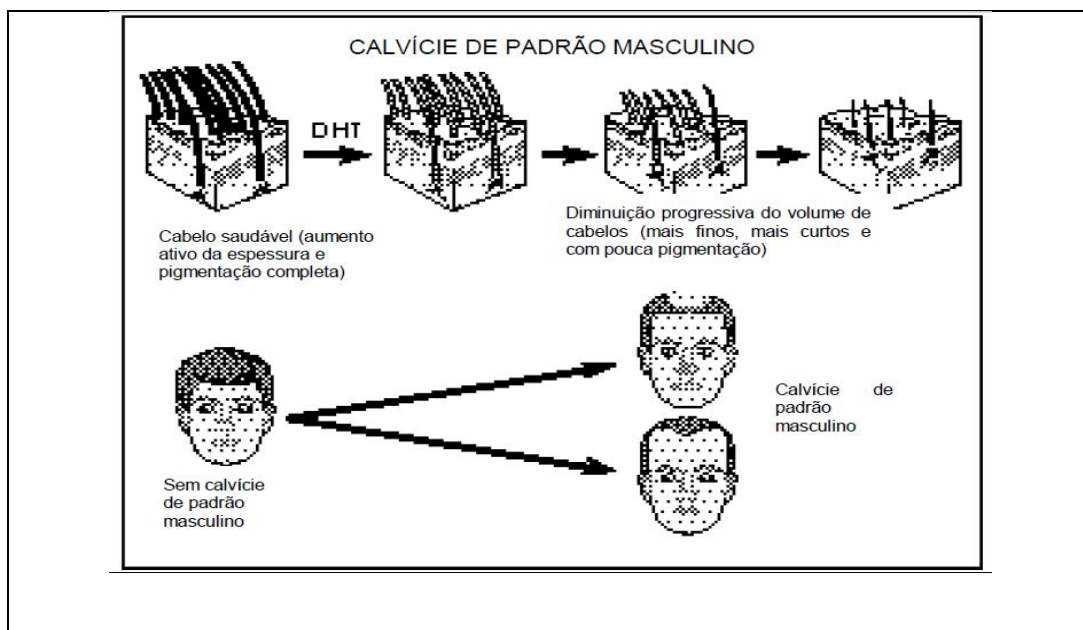 CALVÍCIE DE PADRÃO MASCULINO
DHT
Cabelo saudável (aumento
ativo da espessura e
pigmentação completa)
Diminuição progressiva do volume de
cabelos (mais finos, mais curtos e
com pouca pigmentação)
Sem calvície
de padrão
masculino
Calvície de
padrão
masculino